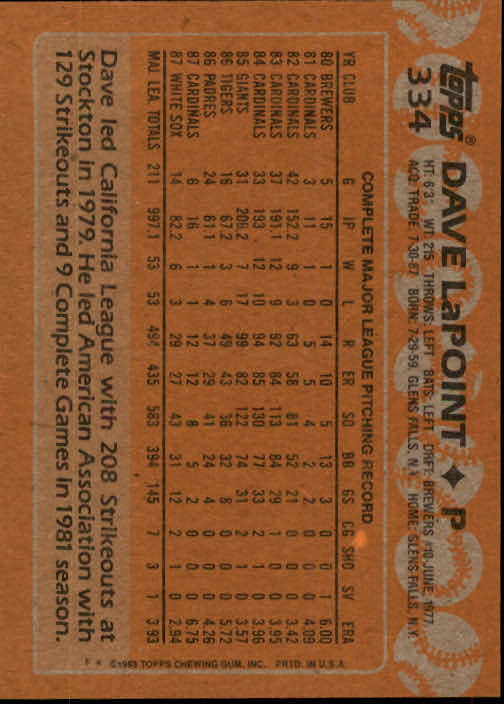 topps® DAVE LaPOINT ♦ P
334
HT: 6'3" WT: 215 THROWS: LEFT BATS: LEFT DRFT: BREWERS #10-JUNE, 1977
ACQ: TRADE, 7-30-87 BORN: 7-29-59, GLENS FALLS, N.Y. HOME: GLENS FALLS, N.Y.
COMPLETE MAJOR LEAGUE PITCHING RECORD
YR CLUB G IP W L R ER SO BB GS CG SHO SV ERA
80 BREWERS 5 15 1 0 14 10 5 13 3 0 0 1 6.00
81 CARDINALS 3 11 1 0 5 5 4 2 2 0 0 0 4.09
82 CARDINALS 42 152.2 9 3 63 58 81 52 21 0 0 0 3.42
83 CARDINALS 37 191.1 12 9 92 84 113 84 29 1 0 0 3.95
84 CARDINALS 33 193 12 10 94 85 130 77 33 2 1 0 3.96
85 GIANTS 31 206.2 7 17 99 82 122 74 31 2 1 0 3.57
86 TIGERS 16 67.2 3 6 49 43 36 32 8 0 0 0 5.72
86 PADRES 24 61.1 1 4 37 29 41 24 4 0 0 0 4.26
87 CARDINALS 6 16 1 1 12 12 8 5 2 0 0 0 6.75
87 WHITE SOX 14 82.2 6 3 29 27 43 31 12 2 1 0 2.94
MAJ. LEA. TOTALS 211 997.1 53 53 494 435 583 394 145 7 3 1 3.93
Dave led California League with 208 Strikeouts at
Stockton in 1979. He led American Association with
129 Strikeouts and 9 Complete Games in 1981 season.
©1988 TOPPS CHEWING GUM, INC. PRTD. IN U.S.A.